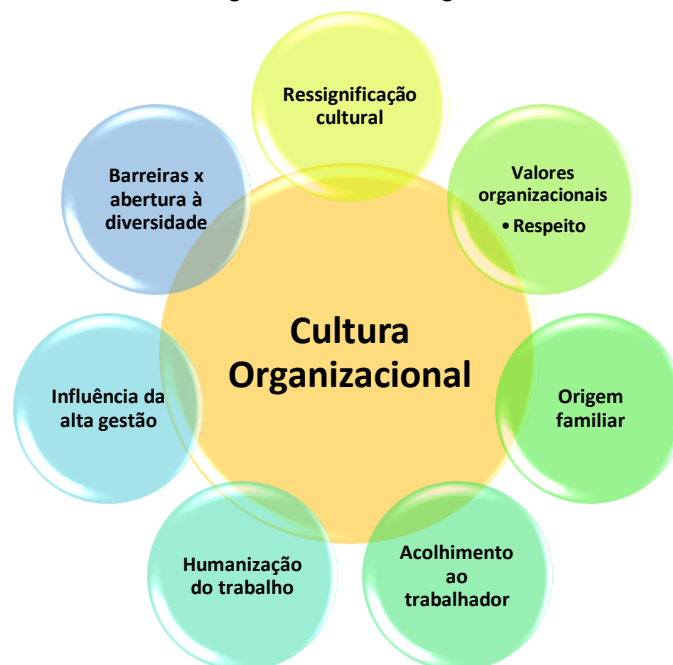 Ressignificação
cultural
Valores
organizacionais
• Respeito
Origem
familiar
Acolhimento
ao
trabalhador
Humanização
do trabalho
Influência da
alta gestão
Barreiras x
abertura à
diversidade
Cultura
Organizacional